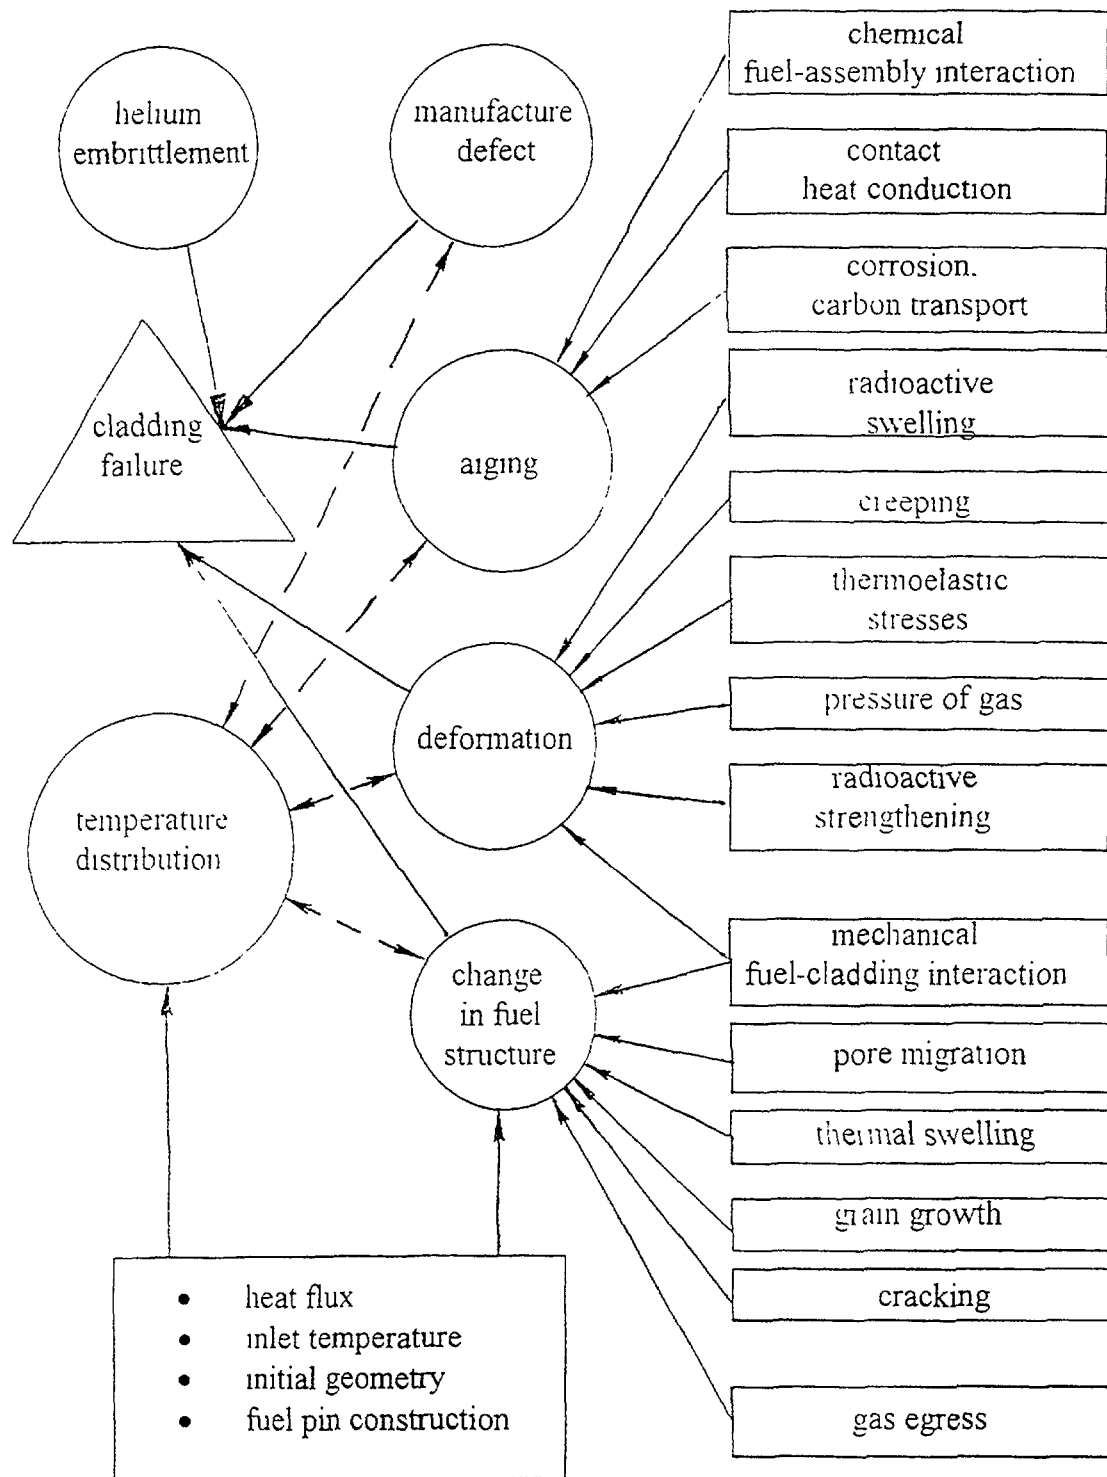 helium
embrittlement
manufacture
defect
cladding
failure
aiging
deformation
temperature
distribution
change
in fuel
structure
• heat flux
• inlet temperature
• initial geometry
• fuel pin construction
chemical
fuel-assembly interaction
contact
heat conduction
corrosion.
carbon transport
radioactive
swelling
creeping
thermoelastic
stresses
pressure of gas
radioactive
strengthening
mechanical
fuel-cladding interaction
pore migration
thermal swelling
grain growth
cracking
gas egress